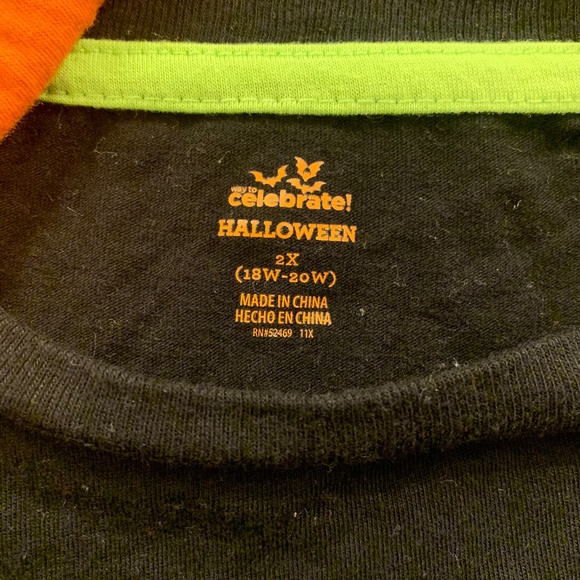 way to
celebrate!
HALLOWEEN
2X
(18W-20W)
MADE IN CHINA
HECHO EN CHINA
RN#52469 11X